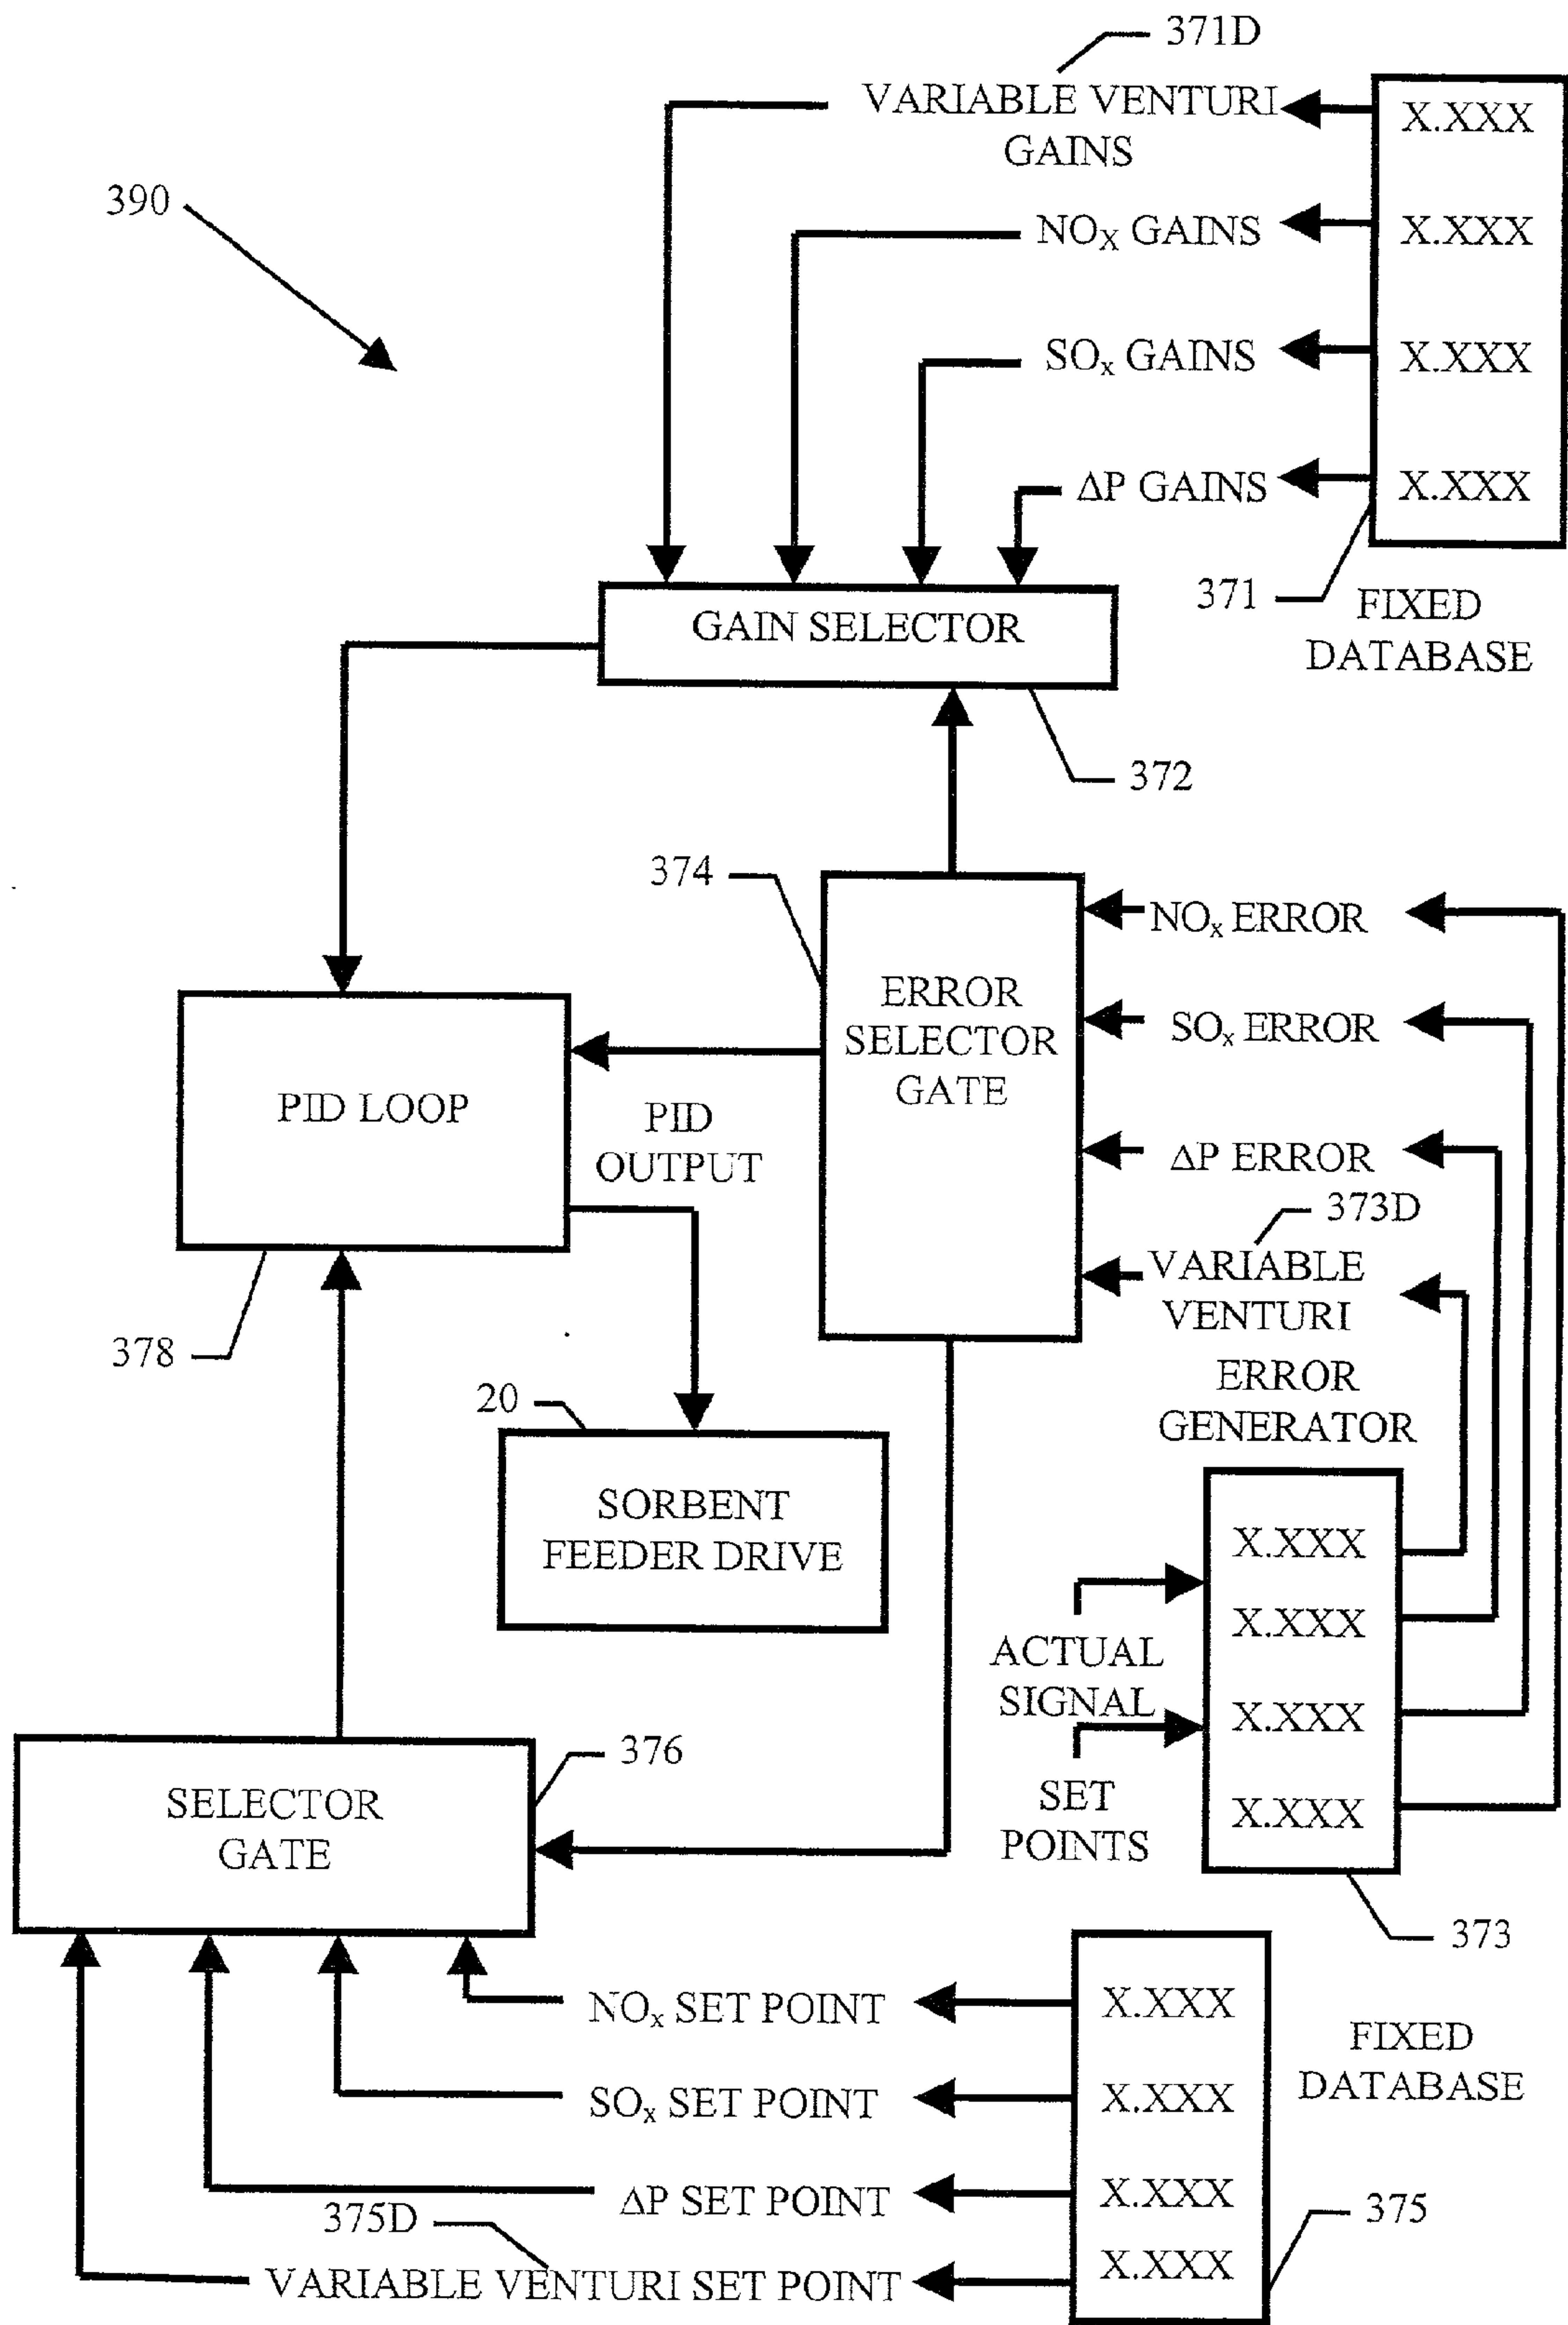 371D
VARIABLE VENTURI
GAINS
X.XXX
390
NOX GAINS
X.XXX
SOx GAINS
X.XXX
ΔP GAINS
X.XXX
371
FIXED
DATABASE
GAIN SELECTOR
372
374
NOx ERROR
ERROR
SELECTOR
GATE
SOx ERROR
PID LOOP
PID
OUTPUT
ΔP ERROR
373D
VARIABLE
VENTURI
378
20
ERROR
GENERATOR
SORBENT
FEEDER DRIVE
X.XXX
X.XXX
ACTUAL
SIGNAL
X.XXX
376
SELECTOR
GATE
SET
POINTS
X.XXX
373
NOx SET POINT
X.XXX
FIXED
DATABASE
SOx SET POINT
X.XXX
ΔP SET POINT
X.XXX
375
375D
VARIABLE VENTURI SET POINT
X.XXX